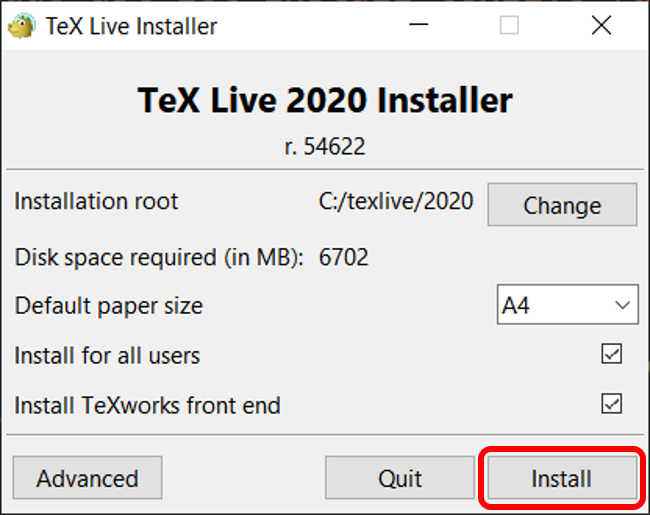 TeX Live Installer
TeX Live 2020 Installer
r. 54622
Installation root C:/texlive/2020 Change
Disk space required (in MB): 6702
Default paper size A4
Install for all users
Install TeXworks front end
Advanced Quit Install